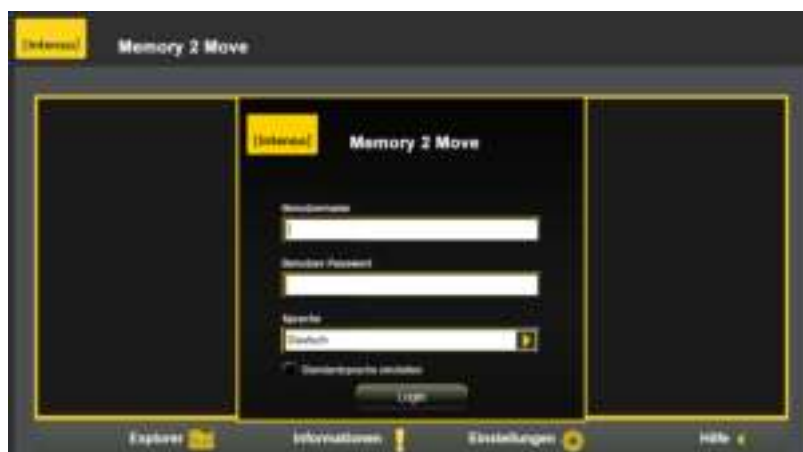 (intenso) Memory 2 Move
(intenso) Memory 2 Move
Benutzername
Benutzer Passwort
Sprache
Deutsch
Standardsprache einstellen
Login
Explorer Informationen Einstellungen Hilfe